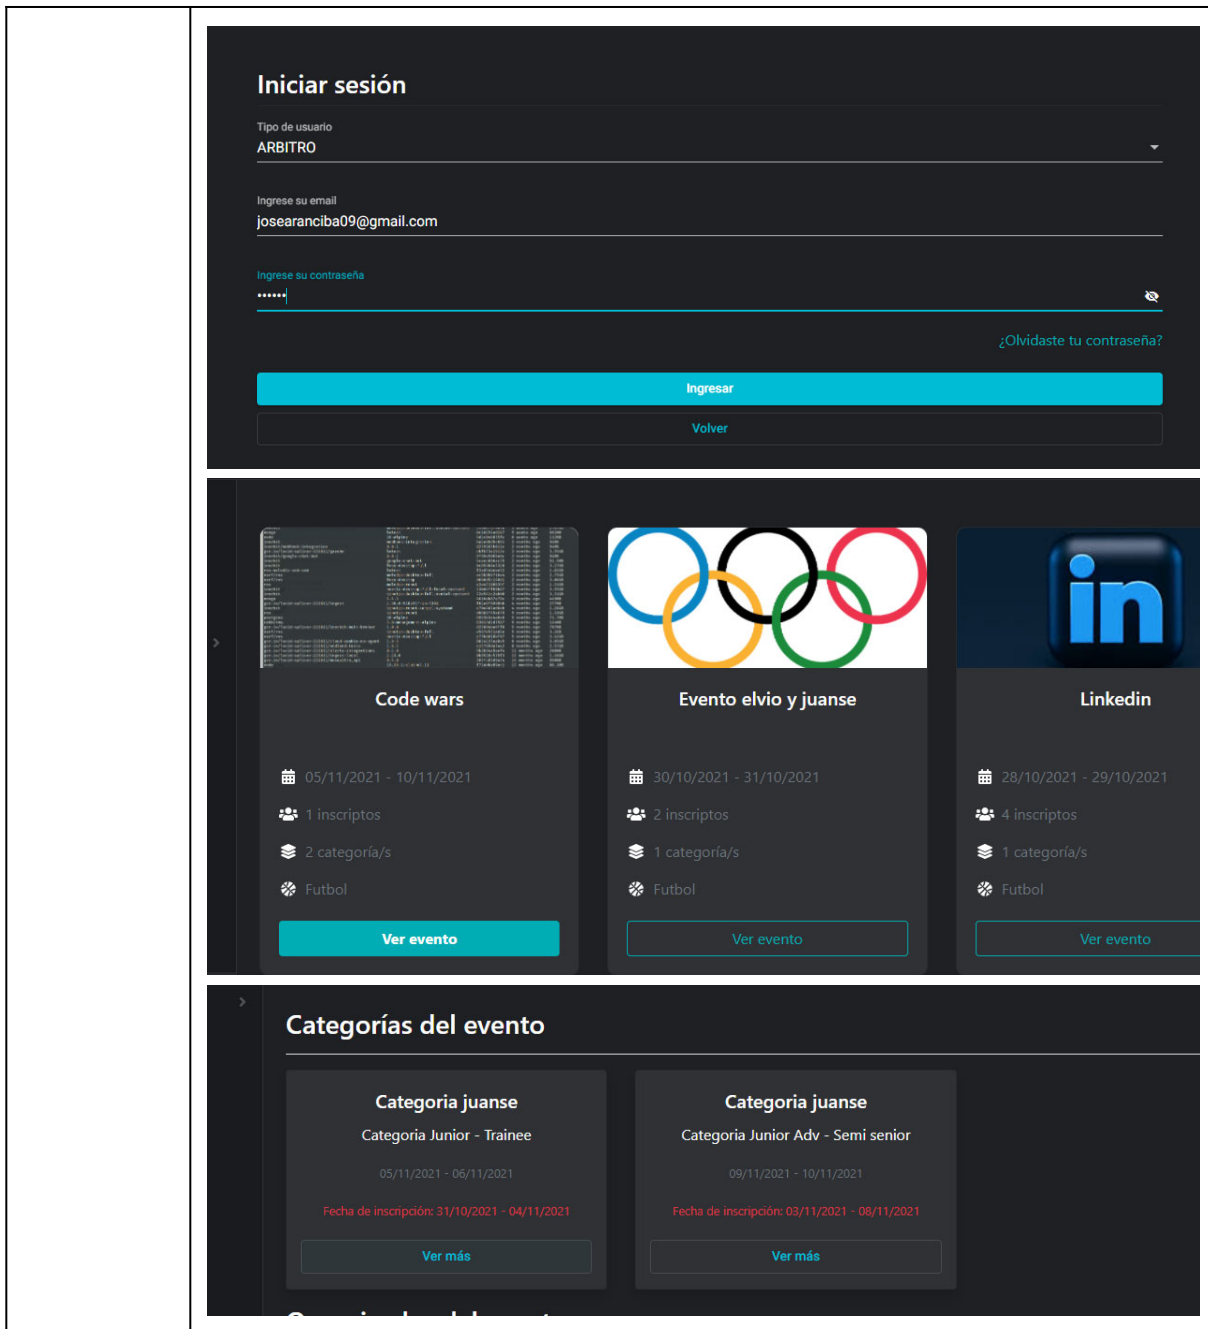 Iniciar sesión
Tipo de usuario
ARBITRO
Ingrese su email
josearanciba09@gmail.com
Ingrese su contraseña
••••••
¿Olvidaste tu contraseña?
Ingresar
Volver
in
Code wars
05/11/2021 - 10/11/2021
1 inscriptos
2 categoría/s
Futbol
Ver evento
Evento elvio y juanse
30/10/2021 - 31/10/2021
2 inscriptos
1 categoría/s
Futbol
Ver evento
Linkedin
28/10/2021 - 29/10/2021
4 inscriptos
1 categoría/s
Futbol
Ver evento
Categorías del evento
Categoria juanse
Categoria Junior - Trainee
05/11/2021 - 06/11/2021
Fecha de inscripción: 31/10/2021 - 04/11/2021
Ver más
Categoria juanse
Categoria Junior Adv - Semi senior
09/11/2021 - 10/11/2021
Fecha de inscripción: 03/11/2021 - 08/11/2021
Ver más